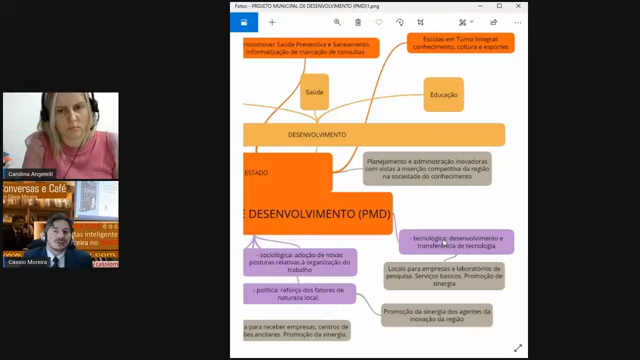 Fotos - PROJETO MUNICIPAL DE DESENVOLVIMENTO (PMD)1.png
Promover Saúde Preventiva e Saneamento,
informatização de marcação de consultas
Escolas em Turno Integral:
conhecimento, cultura e esportes
Saúde
Educação
DESENVOLVIMENTO
ESTADO
Planejamento e administração inovadoras
com vistas à inserção competitiva da região
na sociedade do conhecimento
E DESENVOLVIMENTO (PMD)
- tecnológica: desenvolvimento e
transferência de tecnologia
- sociológica: adoção de novas
posturas relativas à organização do
trabalho
Locais para empresas e laboratórios de
pesquisa. Serviços básicos. Promoção de
sinergia
- política: reforço dos fatores de
natureza local.
Promoção da sinergia dos agentes da
inovação da região
a para receber empresas, centros de
ões ancilares. Promoção da sinergia.
Carolina Angelelli
Conversas e Café
Cássio Moreira